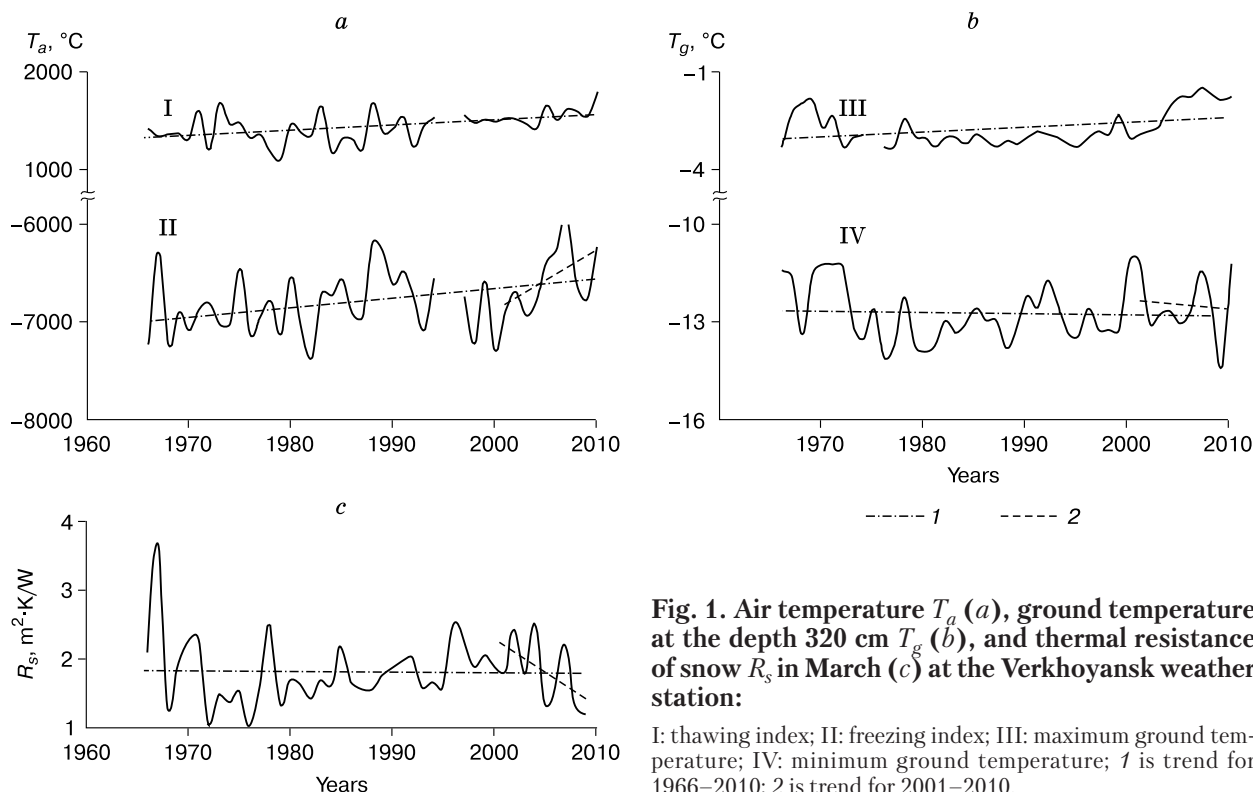 a
T_a, °C
2000
I
1000
−6000
II
−7000
−8000
1960 1970 1980 1990 2000 2010
b
T_g, °C
−1
III
−4
−10
IV
−13
−16
1970 1980 1990 2000 2010
Years
1 2
c
4
3
2
1
R_s, m²·K/W
1960 1970 1980 1990 2000 2010
Years
Fig. 1. Air temperature T_a (a), ground temperature
at the depth 320 cm T_g (b), and thermal resistance
of snow R_s in March (c) at the Verkhoyansk weather
station:
I: thawing index; II: freezing index; III: maximum ground tem-
perature; IV: minimum ground temperature; 1 is trend for
1966–2010; 2 is trend for 2001–2010